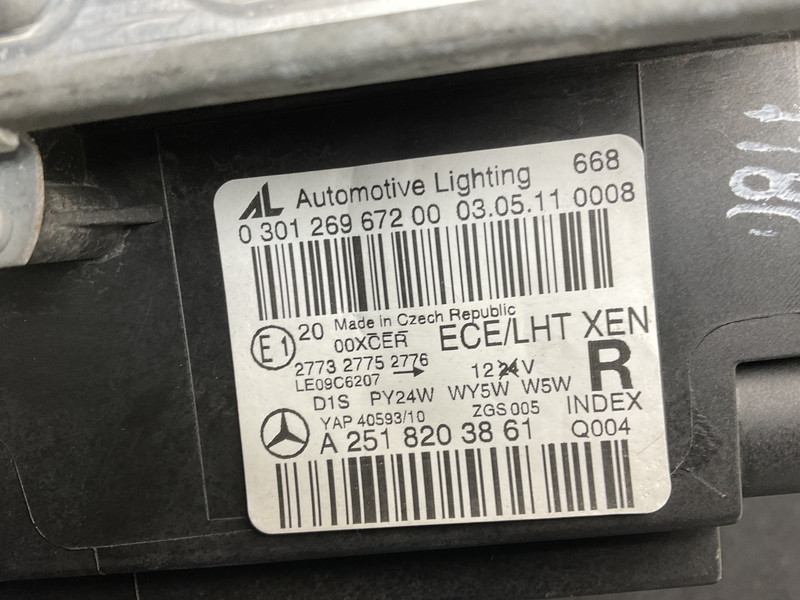 AL Automotive Lighting 668
0 301 269 672 00 03.05.11 0008
E1 20 Made in Czech Republic
00XCER ECE/LHT XEN
2773 2775 2776 → 12 24V R
LE09C6207
D1S PY24W WY5W W5W
YAP 40593/10 ZGS 005 INDEX
A 251 820 38 61 Q004